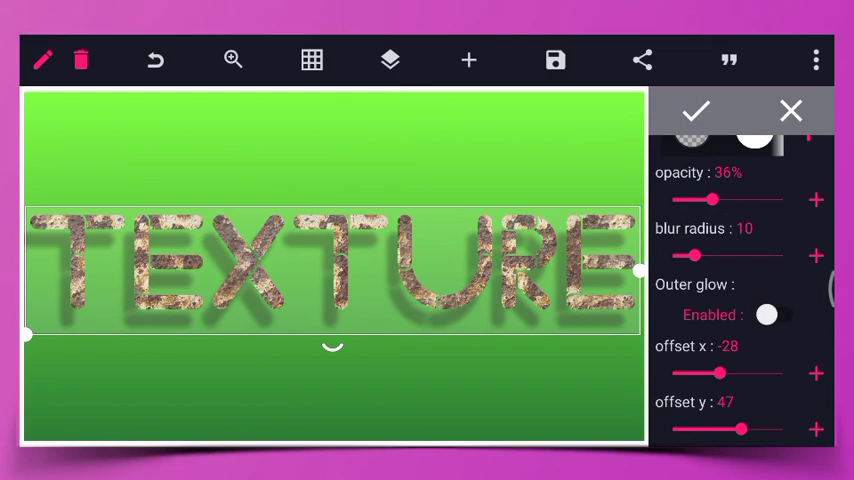 TEXTURE
opacity : 36%
blur radius : 10
Outer glow :
Enabled :
offset x : -28
offset y : 47